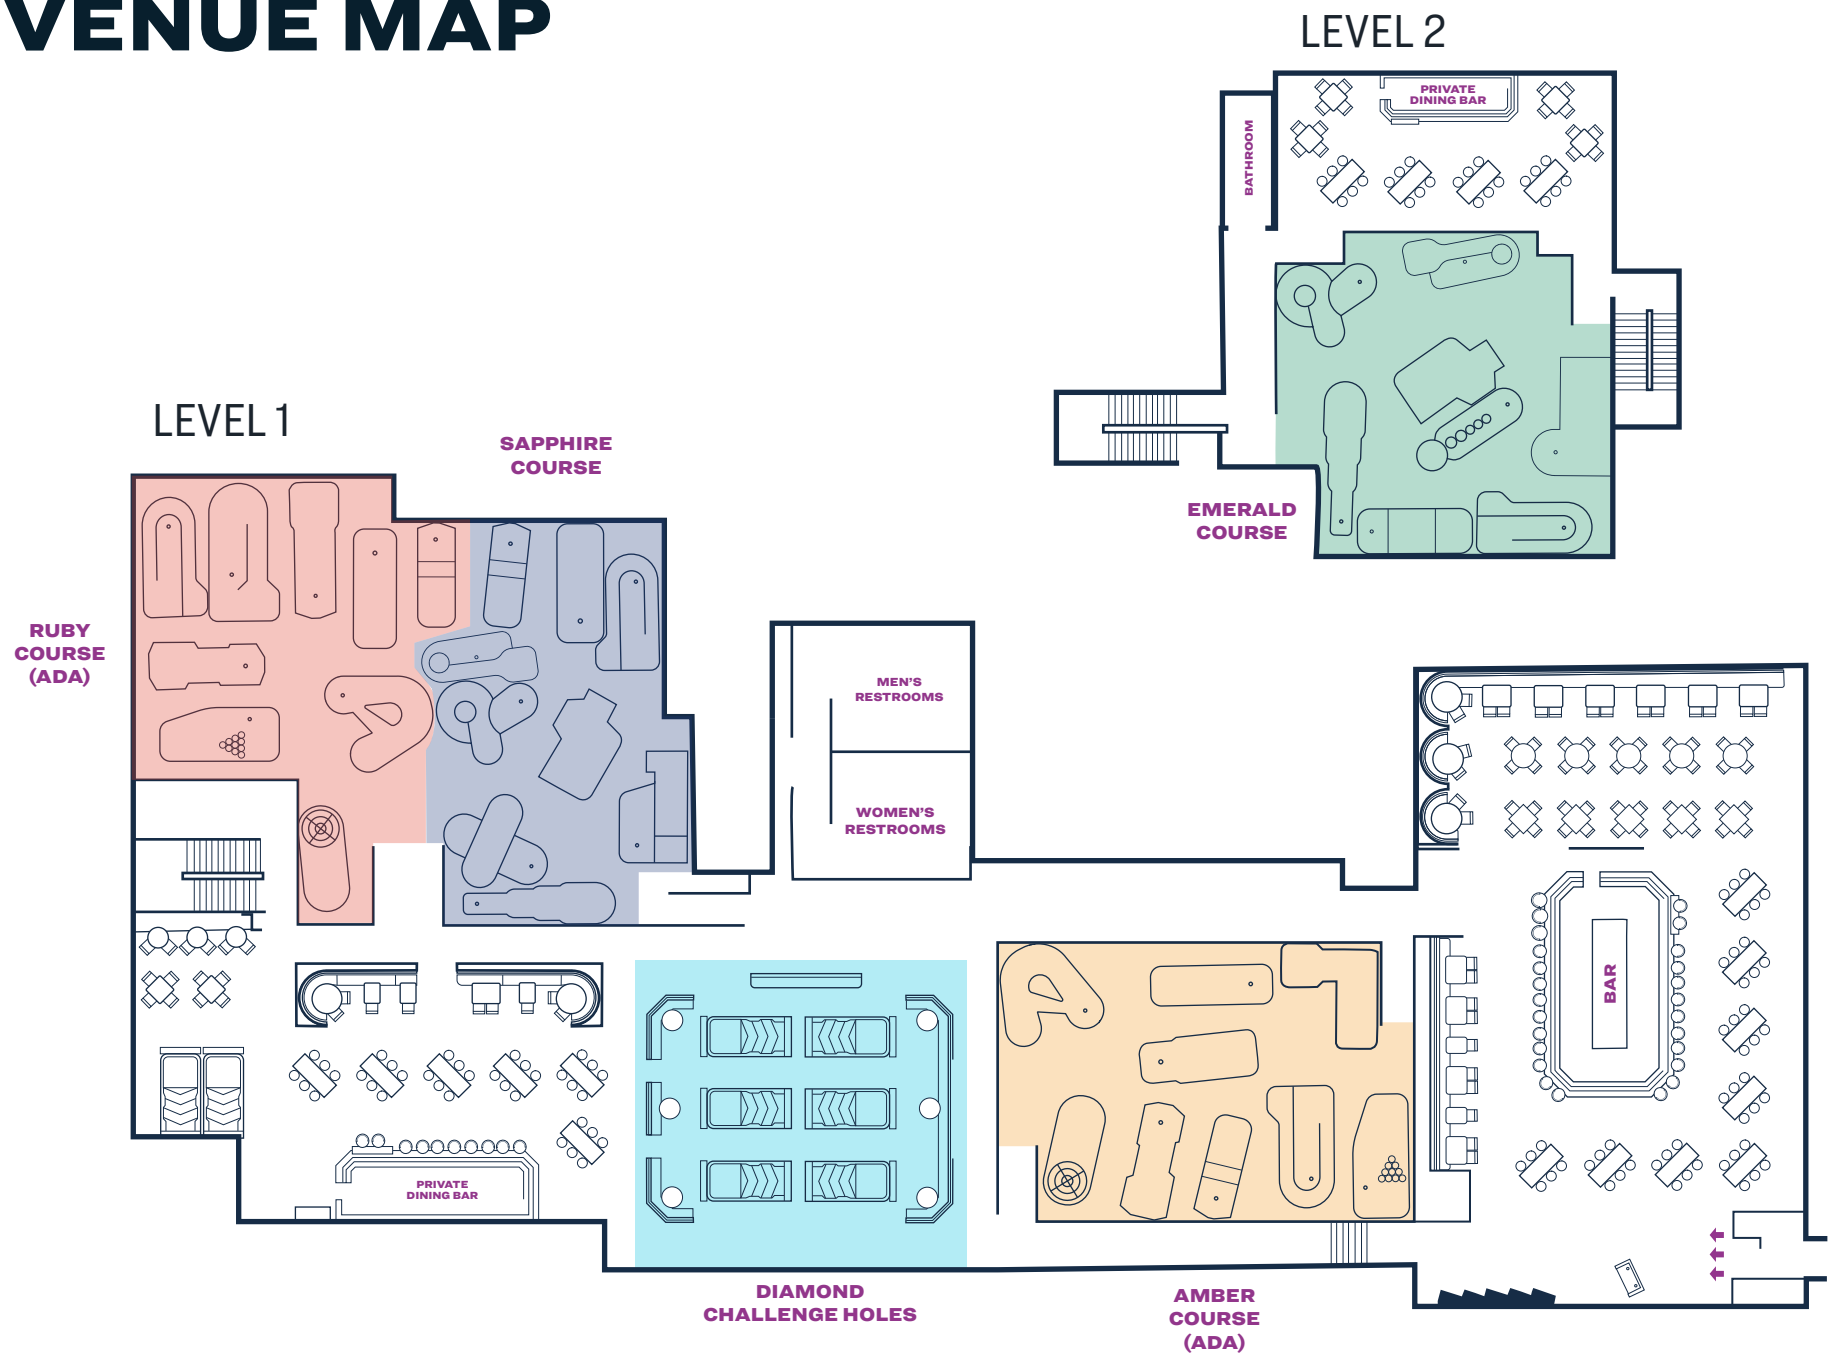 VENUE MAP
LEVEL 2
PRIVATE
DINING BAR
BATHROOM
EMERALD
COURSE
LEVEL 1
SAPPHIRE
COURSE
RUBY
COURSE
(ADA)
MEN'S
RESTROOMS
WOMEN'S
RESTROOMS
BAR
PRIVATE
DINING BAR
DIAMOND
CHALLENGE HOLES
AMBER
COURSE
(ADA)